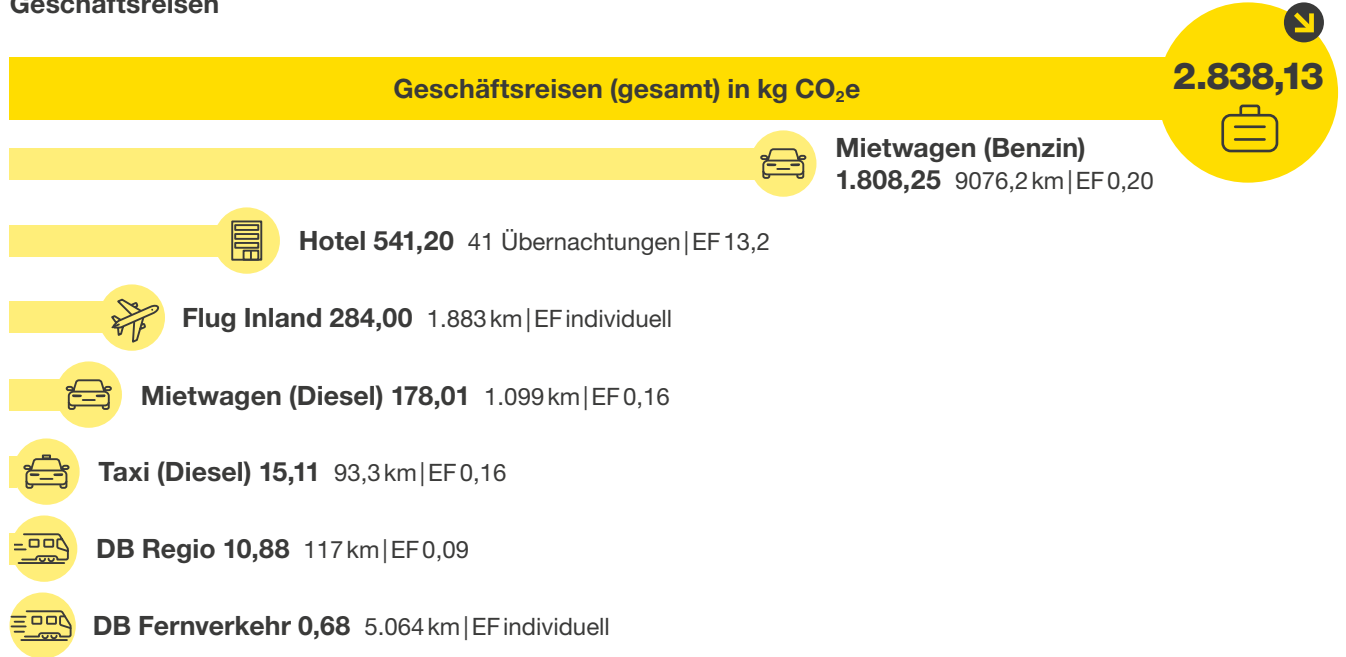 Geschäftsreisen
Geschäftsreisen (gesamt) in kg CO₂e
2.838,13
Mietwagen (Benzin)
1.808,25 9076,2 km | EF 0,20
Hotel 541,20 41 Übernachtungen | EF 13,2
Flug Inland 284,00 1.883 km | EF individuell
Mietwagen (Diesel) 178,01 1.099 km | EF 0,16
Taxi (Diesel) 15,11 93,3 km | EF 0,16
DB Regio 10,88 117 km | EF 0,09
DB Fernverkehr 0,68 5.064 km | EF individuell